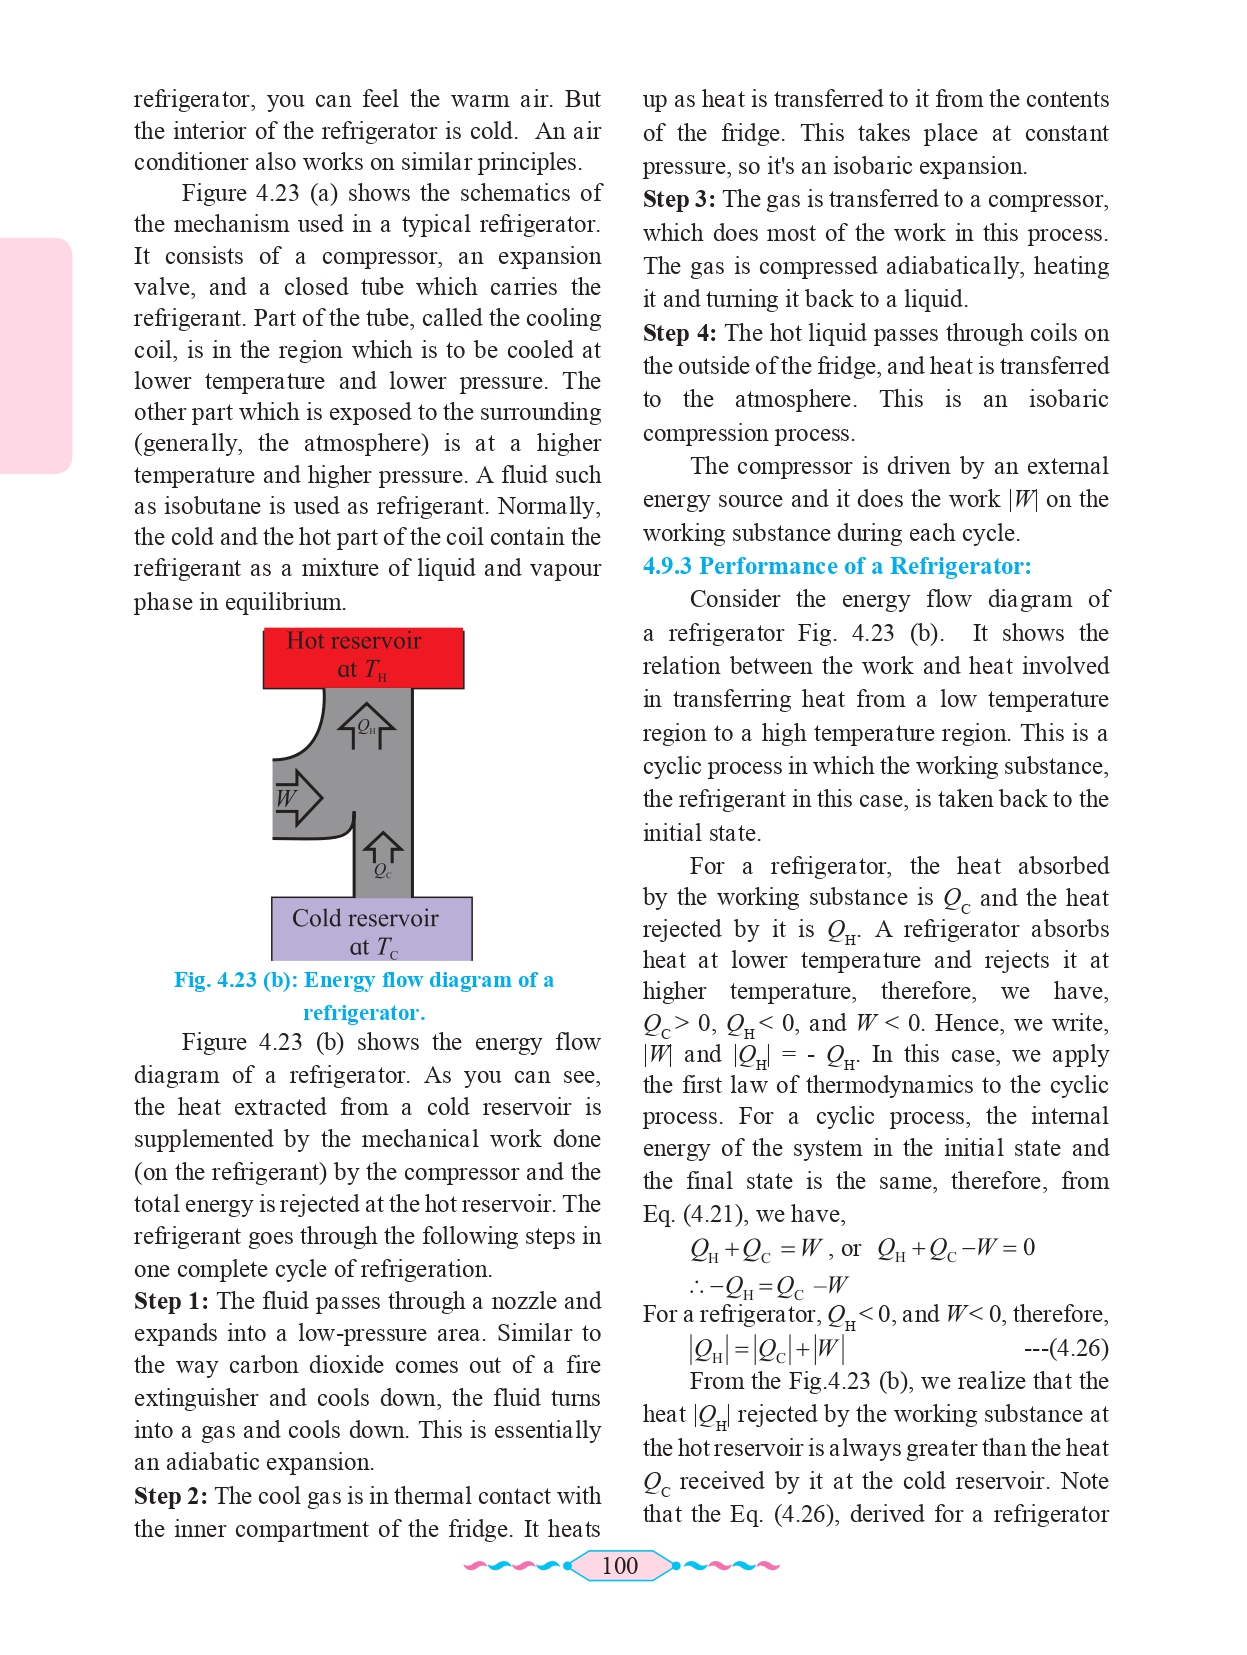 refrigerator, you can feel the warm air. But
the interior of the refrigerator is cold. An air
conditioner also works on similar principles.
Figure 4.23 (a) shows the schematics of
the mechanism used in a typical refrigerator.
It consists of a compressor, an expansion
valve, and a closed tube which carries the
refrigerant. Part of the tube, called the cooling
coil, is in the region which is to be cooled at
lower temperature and lower pressure. The
other part which is exposed to the surrounding
(generally, the atmosphere) is at a higher
temperature and higher pressure. A fluid such
as isobutane is used as refrigerant. Normally,
the cold and the hot part of the coil contain the
refrigerant as a mixture of liquid and vapour
phase in equilibrium.
Hot reservoir
at T_H
Q_H
W
Q_C
Cold reservoir
at T_C
Fig. 4.23 (b): Energy flow diagram of a
refrigerator.
Figure 4.23 (b) shows the energy flow
diagram of a refrigerator. As you can see,
the heat extracted from a cold reservoir is
supplemented by the mechanical work done
(on the refrigerant) by the compressor and the
total energy is rejected at the hot reservoir. The
refrigerant goes through the following steps in
one complete cycle of refrigeration.
Step 1: The fluid passes through a nozzle and
expands into a low-pressure area. Similar to
the way carbon dioxide comes out of a fire
extinguisher and cools down, the fluid turns
into a gas and cools down. This is essentially
an adiabatic expansion.
Step 2: The cool gas is in thermal contact with
the inner compartment of the fridge. It heats
up as heat is transferred to it from the contents
of the fridge. This takes place at constant
pressure, so it's an isobaric expansion.
Step 3: The gas is transferred to a compressor,
which does most of the work in this process.
The gas is compressed adiabatically, heating
it and turning it back to a liquid.
Step 4: The hot liquid passes through coils on
the outside of the fridge, and heat is transferred
to the atmosphere. This is an isobaric
compression process.
The compressor is driven by an external
energy source and it does the work |W| on the
working substance during each cycle.
4.9.3 Performance of a Refrigerator:
Consider the energy flow diagram of
a refrigerator Fig. 4.23 (b). It shows the
relation between the work and heat involved
in transferring heat from a low temperature
region to a high temperature region. This is a
cyclic process in which the working substance,
the refrigerant in this case, is taken back to the
initial state.
For a refrigerator, the heat absorbed
by the working substance is Q_C and the heat
rejected by it is Q_H. A refrigerator absorbs
heat at lower temperature and rejects it at
higher temperature, therefore, we have,
Q_C > 0, Q_H < 0, and W < 0. Hence, we write,
|W| and |Q_H| = - Q_H. In this case, we apply
the first law of thermodynamics to the cyclic
process. For a cyclic process, the internal
energy of the system in the initial state and
the final state is the same, therefore, from
Eq. (4.21), we have,
Q_H + Q_C = W , or Q_H + Q_C – W = 0
∴ – Q_H = Q_C – W
For a refrigerator, Q_H < 0, and W < 0, therefore,
|Q_H| = |Q_C| + |W| ---(4.26)
From the Fig.4.23 (b), we realize that the
heat |Q_H| rejected by the working substance at
the hot reservoir is always greater than the heat
Q_C received by it at the cold reservoir. Note
that the Eq. (4.26), derived for a refrigerator
100